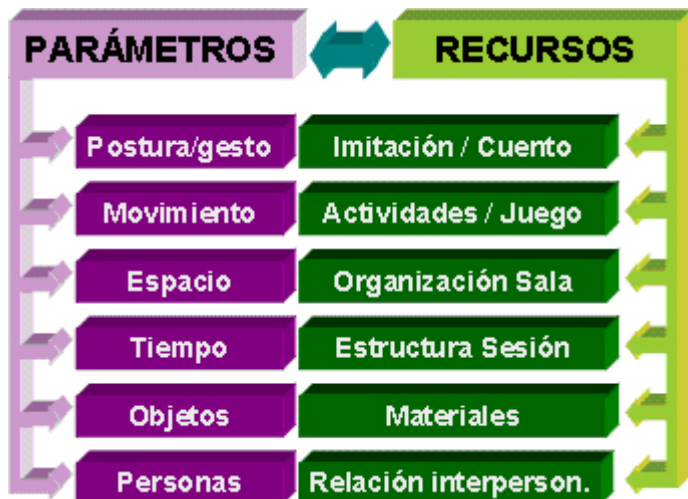 PARÁMETROS RECURSOS
Postura/gesto Imitación / Cuento
Movimiento Actividades / Juego
Espacio Organización Sala
Tiempo Estructura Sesión
Objetos Materiales
Personas Relación interperson.